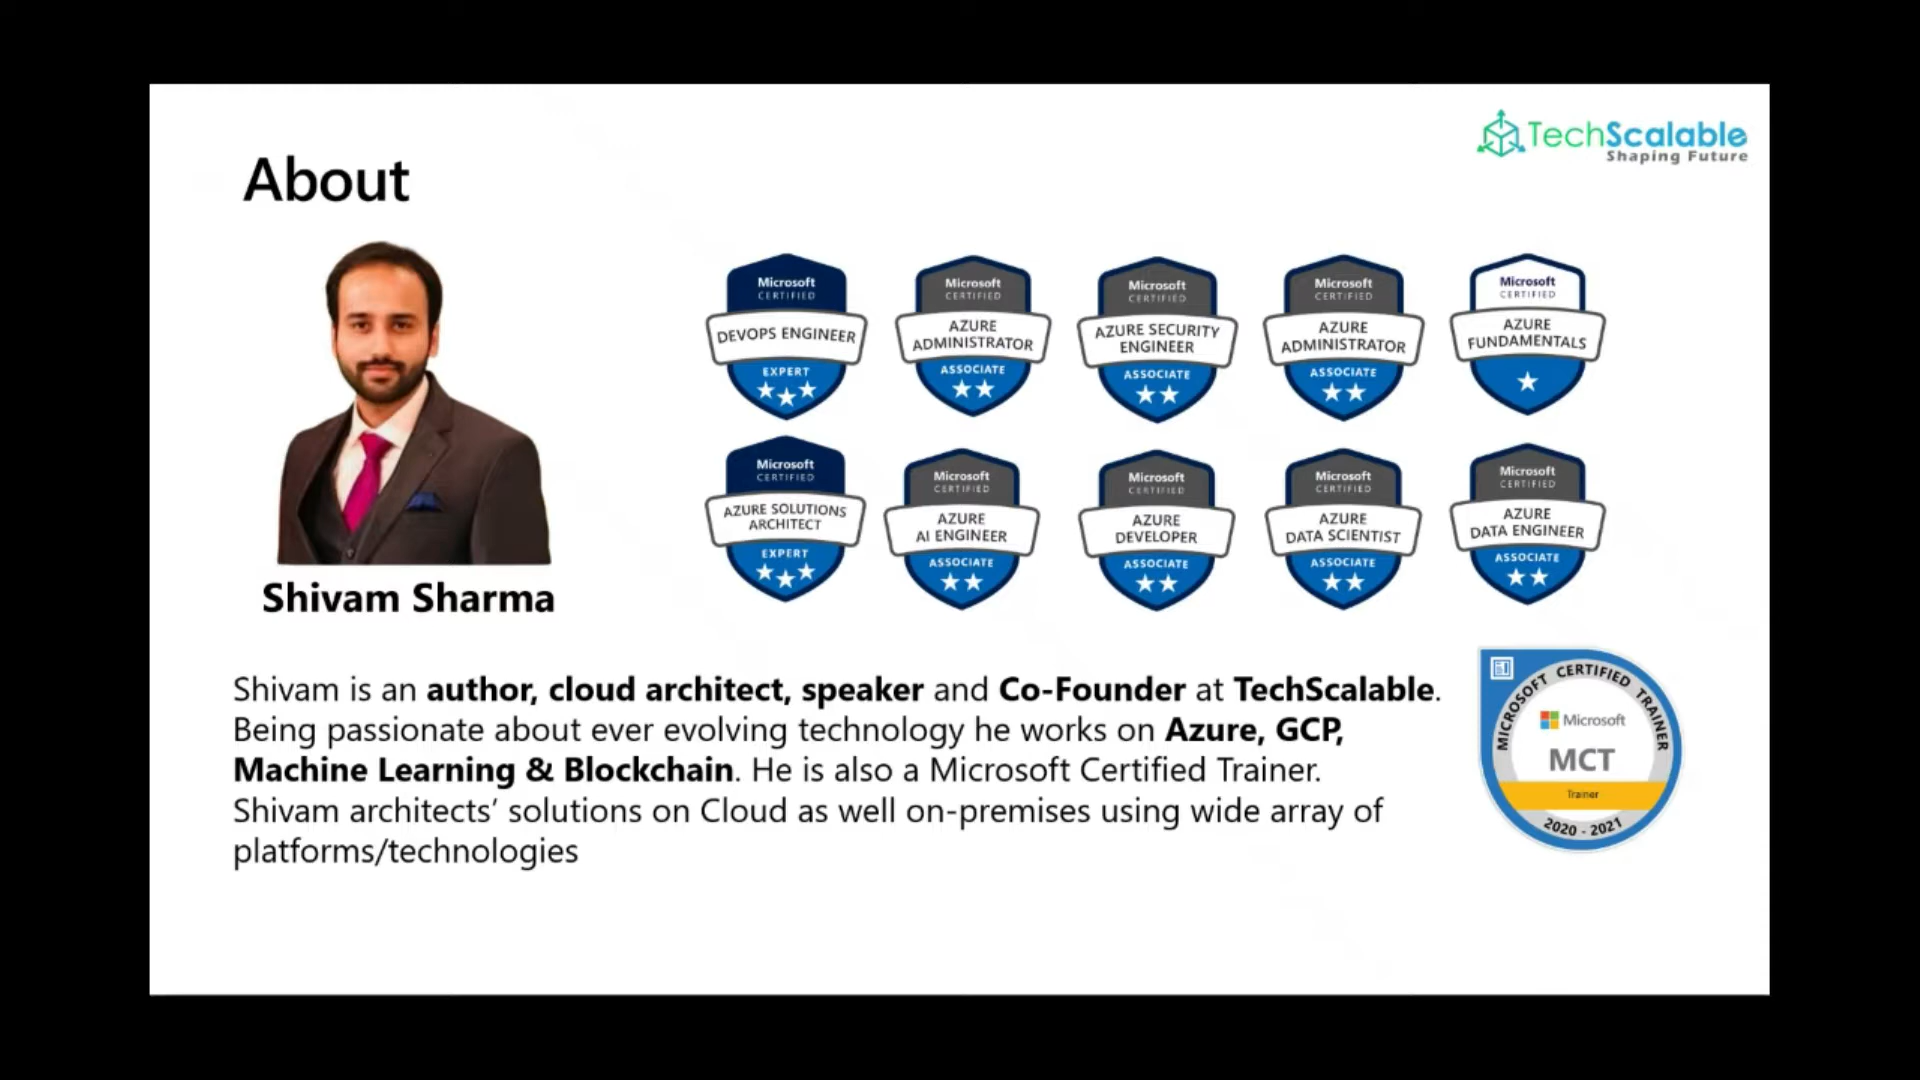 TechScalable
Shaping Future
About
Microsoft
CERTIFIED
DEVOPS ENGINEER
EXPERT
Microsoft
CERTIFIED
AZURE
ADMINISTRATOR
ASSOCIATE
Microsoft
CERTIFIED
AZURE SECURITY
ENGINEER
ASSOCIATE
Microsoft
CERTIFIED
AZURE
ADMINISTRATOR
ASSOCIATE
Microsoft
CERTIFIED
AZURE
FUNDAMENTALS
Microsoft
CERTIFIED
AZURE SOLUTIONS
ARCHITECT
EXPERT
Microsoft
CERTIFIED
AZURE
AI ENGINEER
ASSOCIATE
Microsoft
CERTIFIED
AZURE
DEVELOPER
ASSOCIATE
Microsoft
CERTIFIED
AZURE
DATA SCIENTIST
ASSOCIATE
Microsoft
CERTIFIED
AZURE
DATA ENGINEER
ASSOCIATE
Shivam Sharma
Shivam is an author, cloud architect, speaker and Co-Founder at TechScalable.
Being passionate about ever evolving technology he works on Azure, GCP,
Machine Learning & Blockchain. He is also a Microsoft Certified Trainer.
Shivam architects’ solutions on Cloud as well on-premises using wide array of
platforms/technologies
MICROSOFT CERTIFIED TRAINER
Microsoft
MCT
Trainer
2020 - 2021